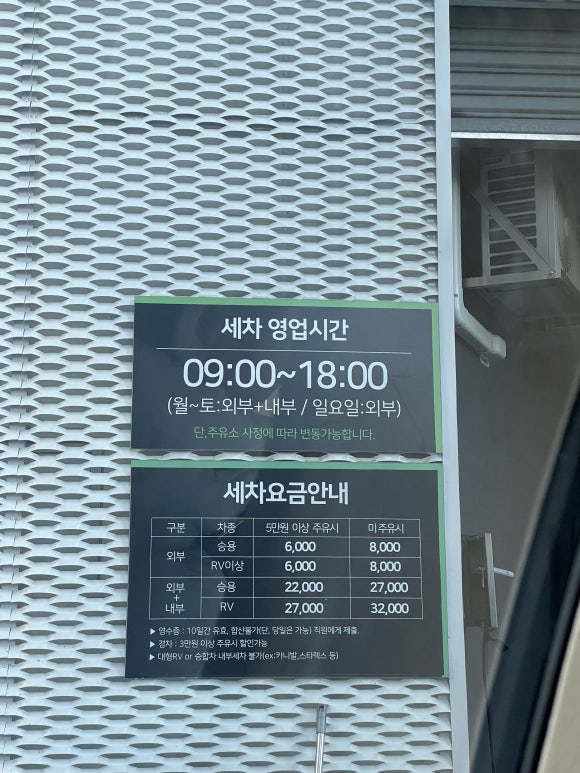 세차 영업시간
09:00~18:00
(월~토:외부+내부 / 일요일:외부)
단,주유소 사정에 따라 변동가능합니다.
세차요금안내
구분 차종 5만원 이상 주유시 미주유시
외부 승용 6,000 8,000
RV이상 6,000 8,000
외부+내부 승용 22,000 27,000
RV 27,000 32,000
▶ 영수증 : 10일간 유효, 합산불가(단, 당일은 가능) 직원에게 제출.
▶ 경차 : 3만원 이상 주유시 할인가능
▶ 대형RV or 승합차 내부세차 불가(ex:카니발,스타렉스 등)